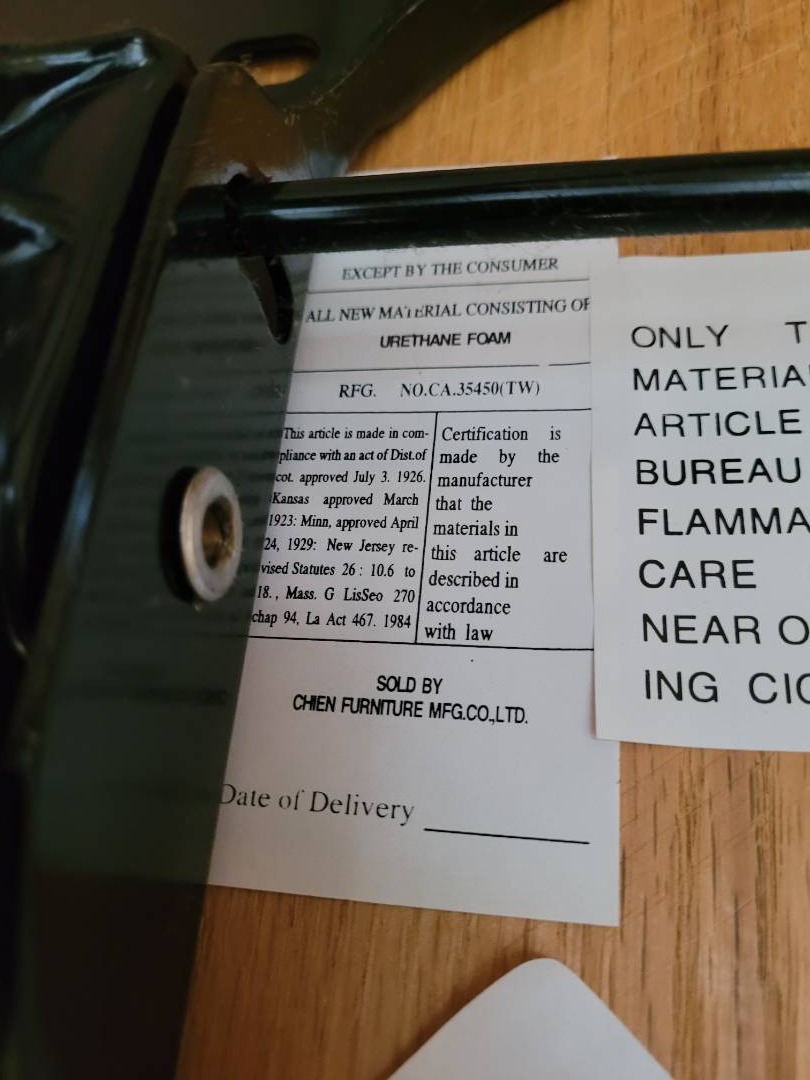 EXCEPT BY THE CONSUMER
ALL NEW MATERIAL CONSISTING OF
URETHANE FOAM
RFG. NO.CA.35450(TW)
This article is made in com-
pliance with an act of Dist.of
cot. approved July 3. 1926.
Kansas approved March
1923: Minn, approved April
24, 1929: New Jersey re-
vised Statutes 26 : 10.6 to
18. , Mass. G LisSeo 270
chap 94, La Act 467. 1984
Certification is
made by the
manufacturer
that the
materials in
this article are
described in
accordance
with law
SOLD BY
CHIEN FURNITURE MFG.CO.,LTD.
Date of Delivery
ONLY T
MATERIA
ARTICLE
BUREAU
FLAMMA
CARE
NEAR O
ING CIG